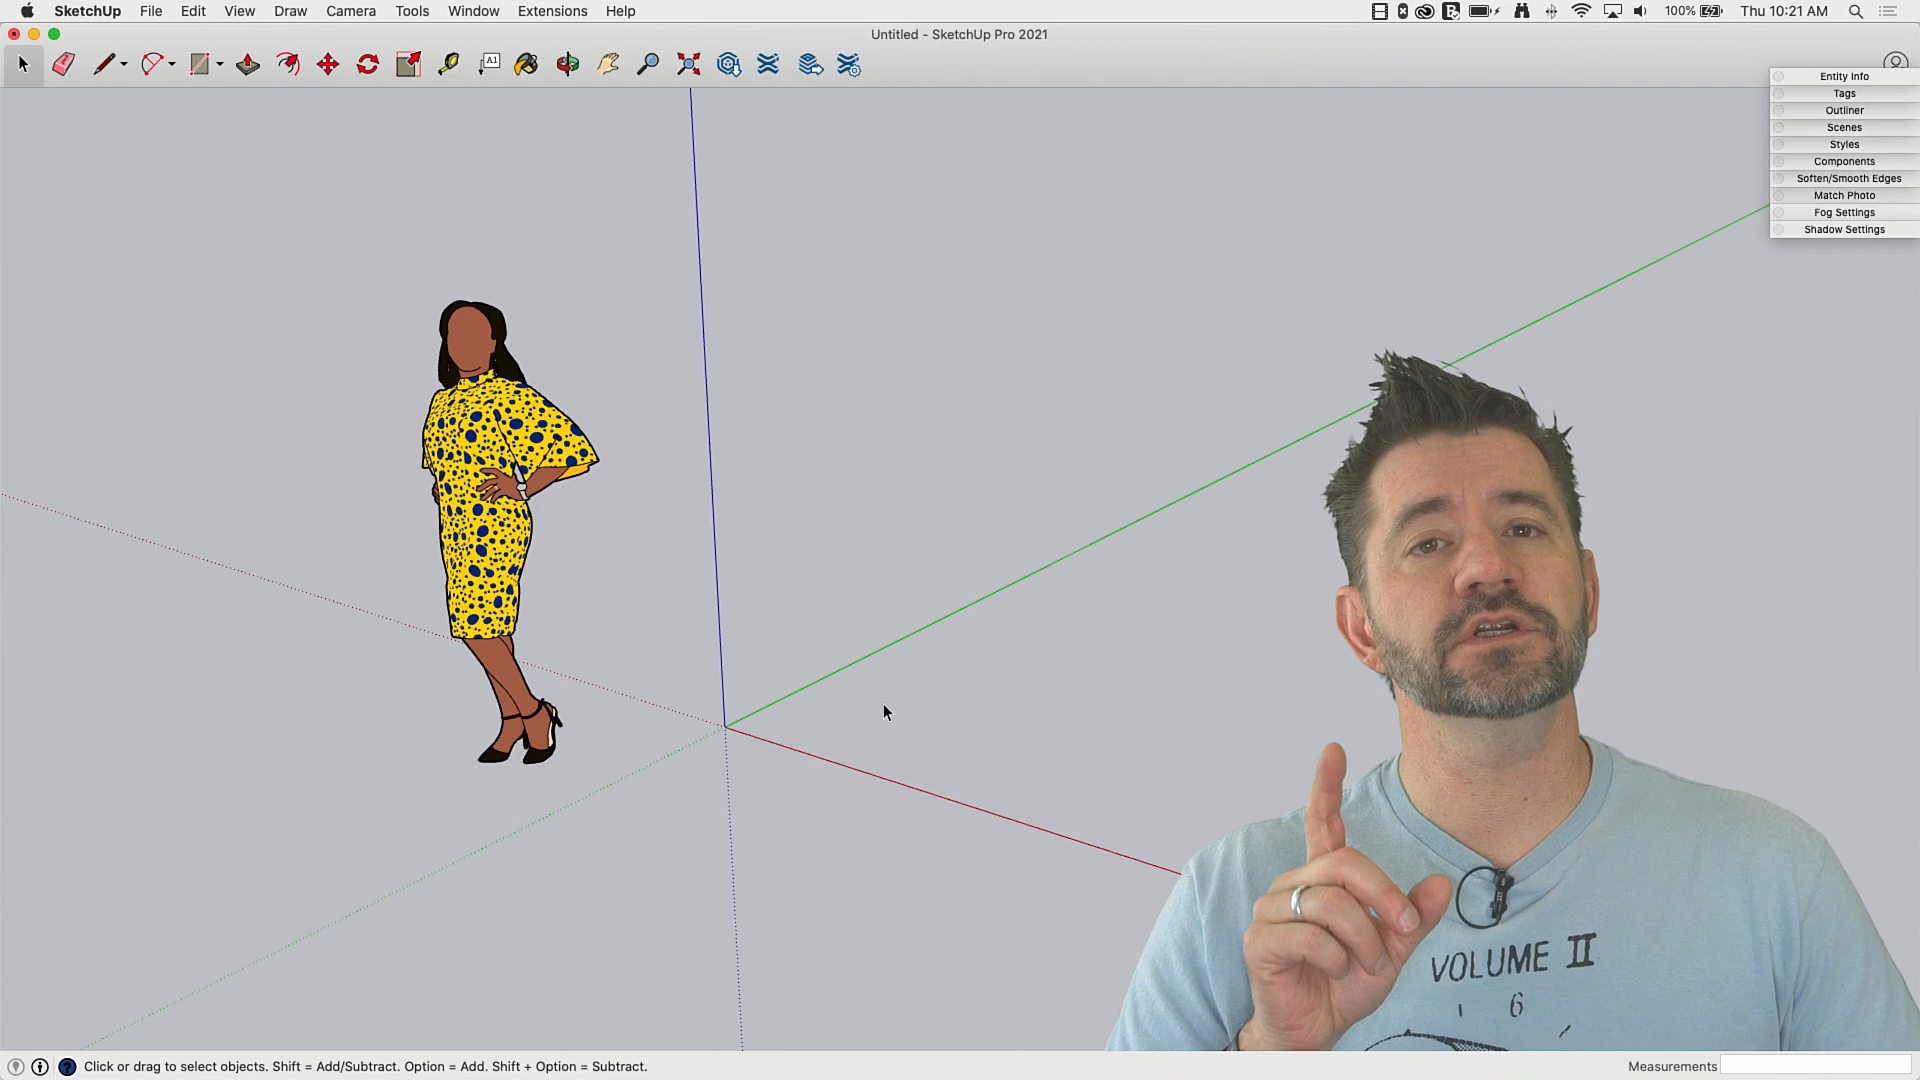 SketchUp File Edit View Draw Camera Tools Window Extensions Help 100% Thu 10:21 AM
Untitled - SketchUp Pro 2021
A1
Entity Info
Tags
Outliner
Scenes
Styles
Components
Soften/Smooth Edges
Match Photo
Fog Settings
Shadow Settings
VOLUME II
6
Click or drag to select objects. Shift = Add/Subtract. Option = Add. Shift + Option = Subtract.
Measurements